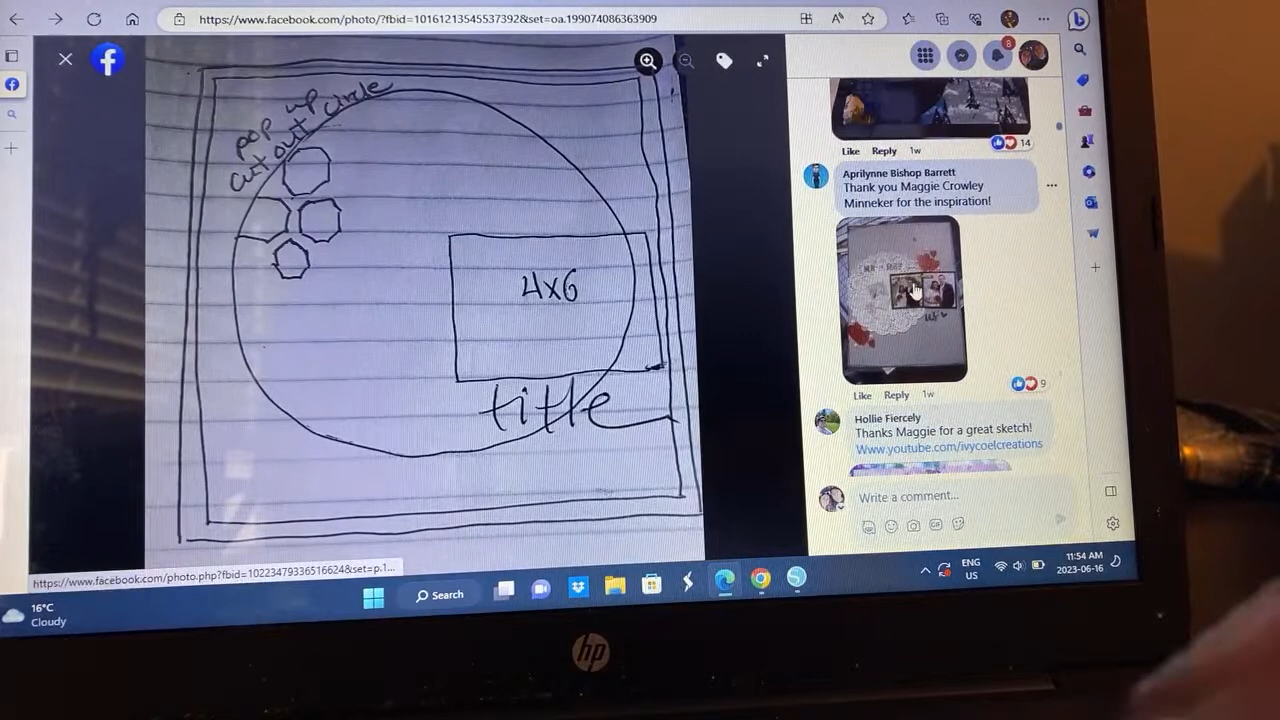 https://www.facebook.com/photo/?fbid=10161213545537392&set=oa.199074086363909
pop up
cut out circle
4x6
title
8
14
Like Reply 1w
Aprilynne Bishop Barrett
Thank you Maggie Crowley
Minneker for the inspiration!
9
Like Reply 1w
Hollie Fiercely
Thanks Maggie for a great sketch!
Www.youtube.com/ivycoelcreations
Write a comment...
GIF
https://www.facebook.com/photo.php?fbid=10223479336516624&set=p.1...
16°C
Cloudy
Search
ENG
US
11:54 AM
2023-06-16
hp